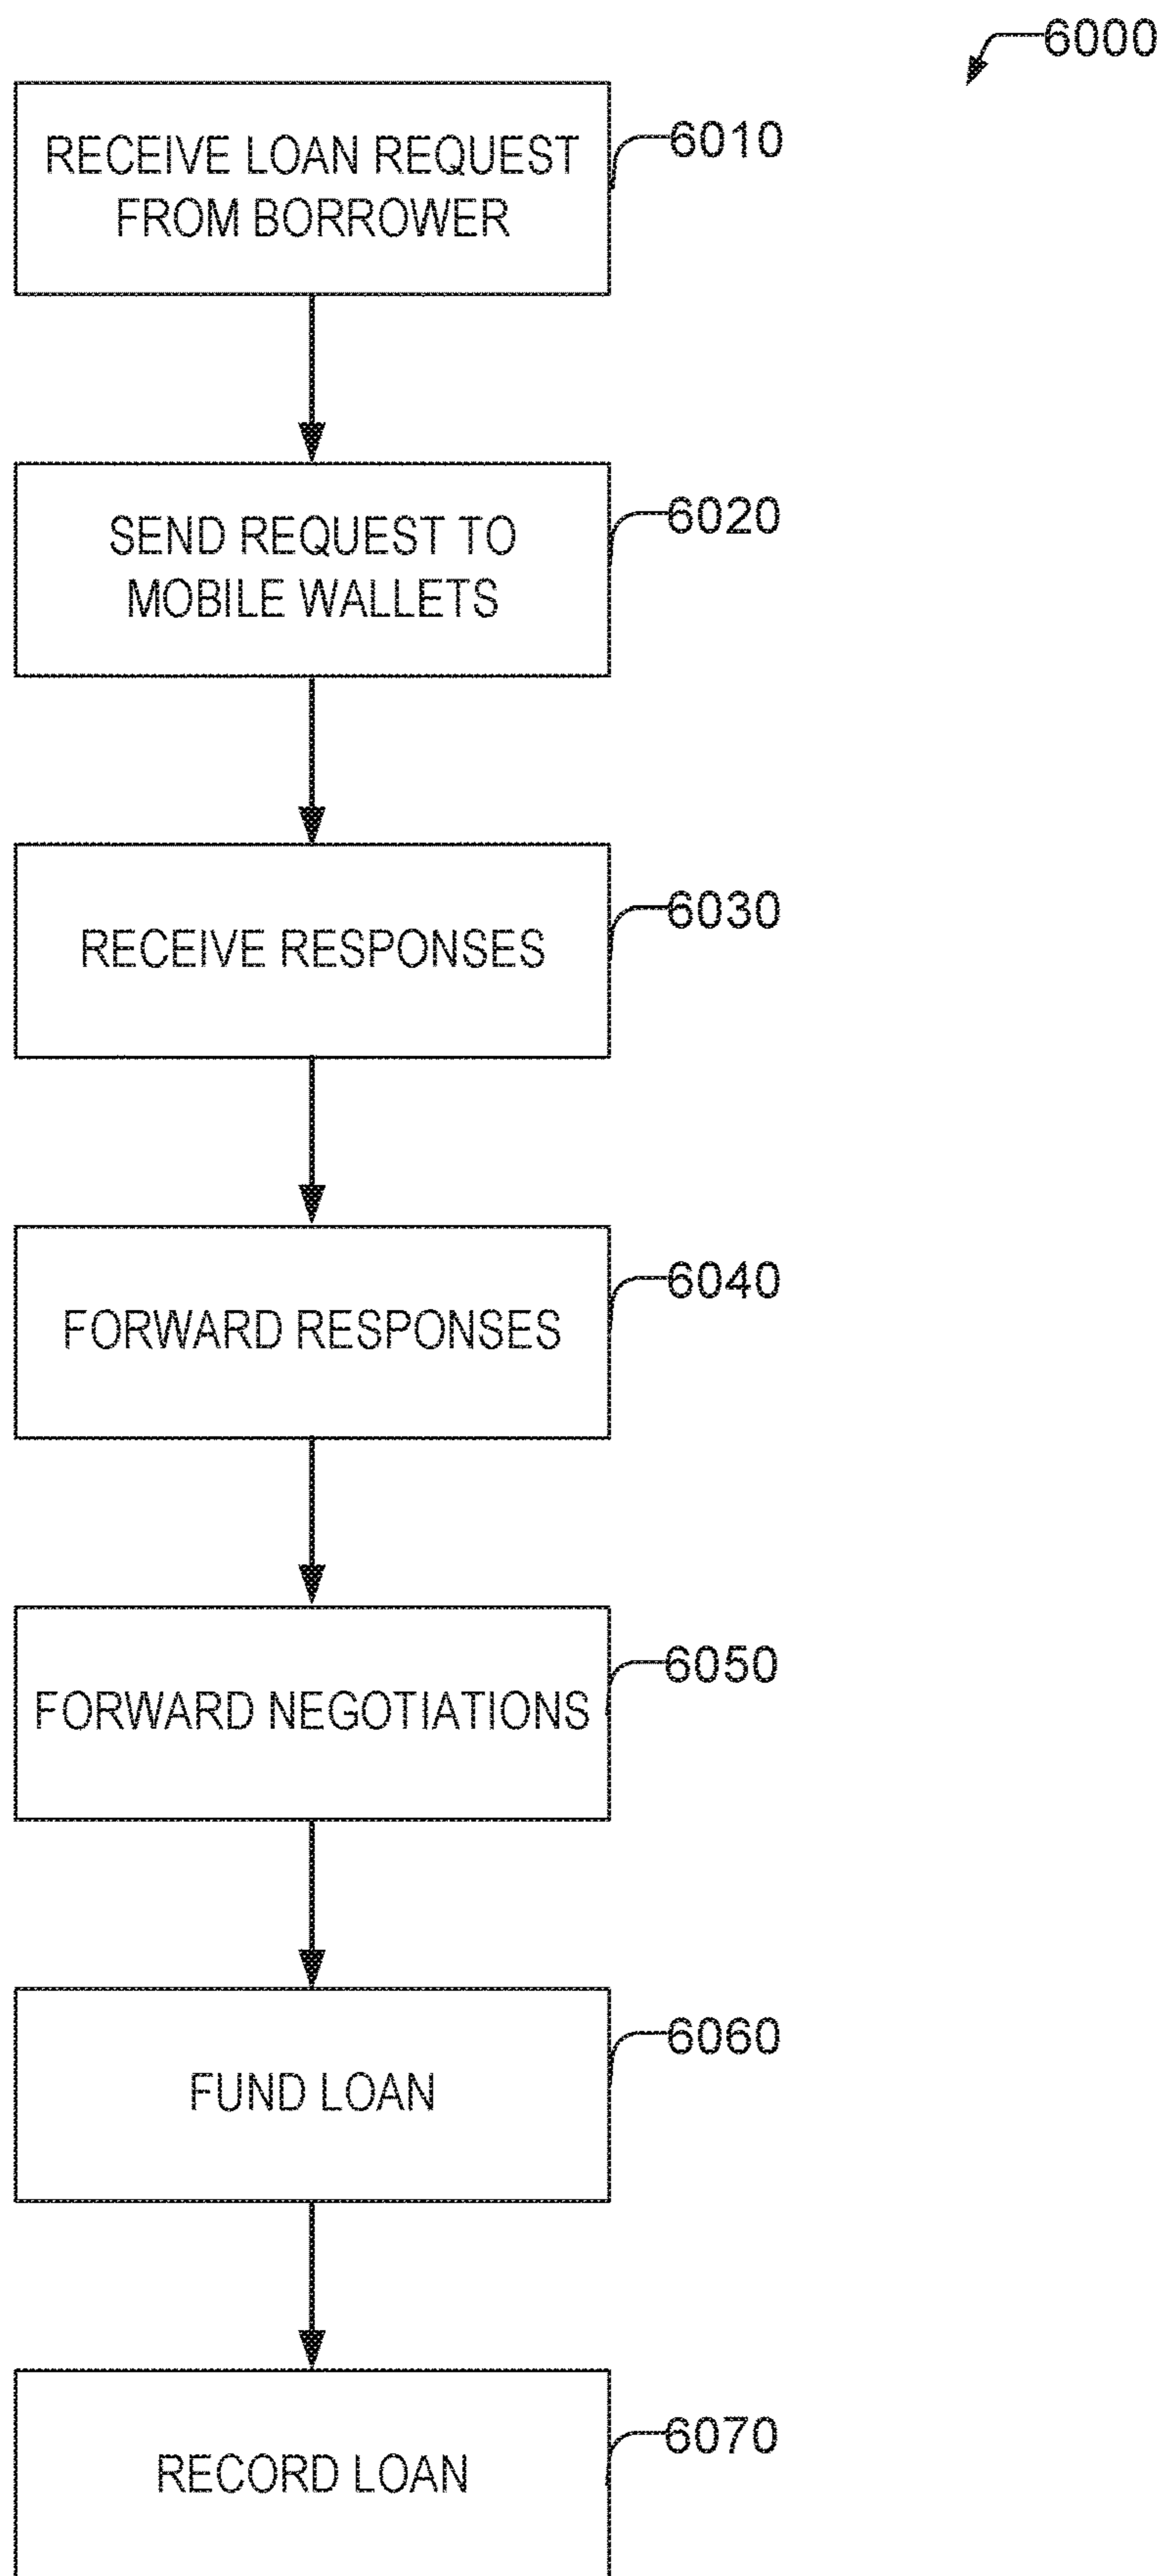 6000
RECEIVE LOAN REQUEST
FROM BORROWER
6010
SEND REQUEST TO
MOBILE WALLETS
6020
RECEIVE RESPONSES
6030
FORWARD RESPONSES
6040
FORWARD NEGOTIATIONS
6050
FUND LOAN
6060
RECORD LOAN
6070